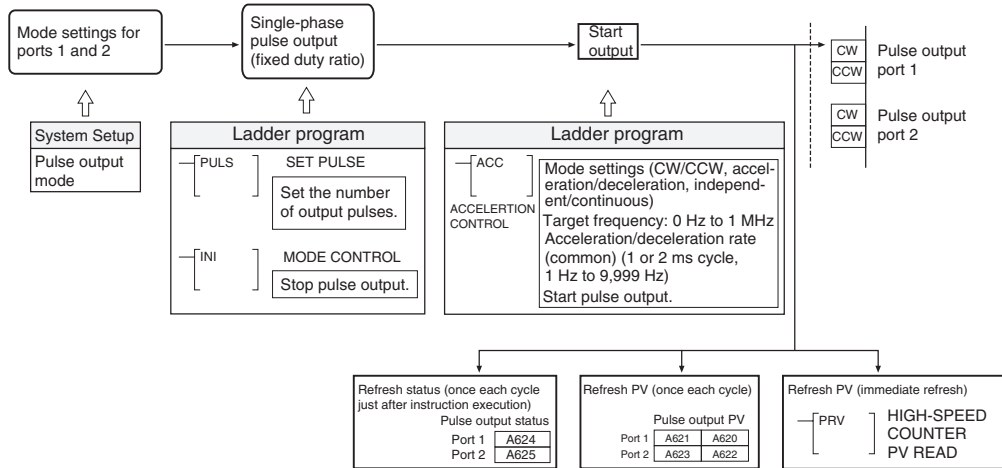 Mode settings for
ports 1 and 2
Single-phase
pulse output
(fixed duty ratio)
Start
output
CW
CCW
Pulse output
port 1
CW
CCW
Pulse output
port 2
System Setup
Pulse output
mode
Ladder program
PULS
SET PULSE
Set the number
of output pulses.
INI
MODE CONTROL
Stop pulse output.
Ladder program
ACC
ACCELERTION
CONTROL
Mode settings (CW/CCW, accel-
eration/deceleration, independ-
ent/continuous)
Target frequency: 0 Hz to 1 MHz
Acceleration/deceleration rate
(common) (1 or 2 ms cycle,
1 Hz to 9,999 Hz)
Start pulse output.
Refresh status (once each cycle
just after instruction execution)
Pulse output status
Port 1 A624
Port 2 A625
Refresh PV (once each cycle)
Pulse output PV
Port 1 A621 A620
Port 2 A623 A622
Refresh PV (immediate refresh)
PRV
HIGH-SPEED
COUNTER
PV READ